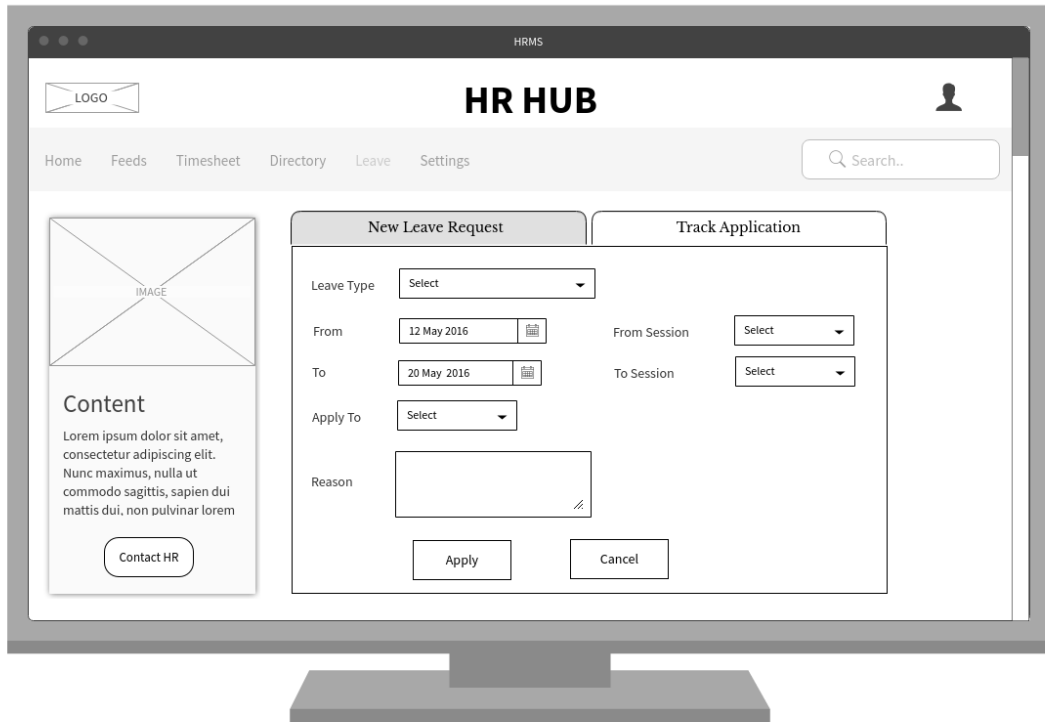 HRMS
LOGO
HR HUB
Home Feeds Timesheet Directory Leave Settings
Search..
New Leave Request
Track Application
IMAGE
Content
Lorem ipsum dolor sit amet,
consectetur adipiscing elit.
Nunc maximus, nulla ut
commodo sagittis, sapien dui
mattis dui, non pulvinar lorem
Contact HR
Leave Type Select
From 12 May 2016 From Session Select
To 20 May 2016 To Session Select
Apply To Select
Reason
Apply Cancel